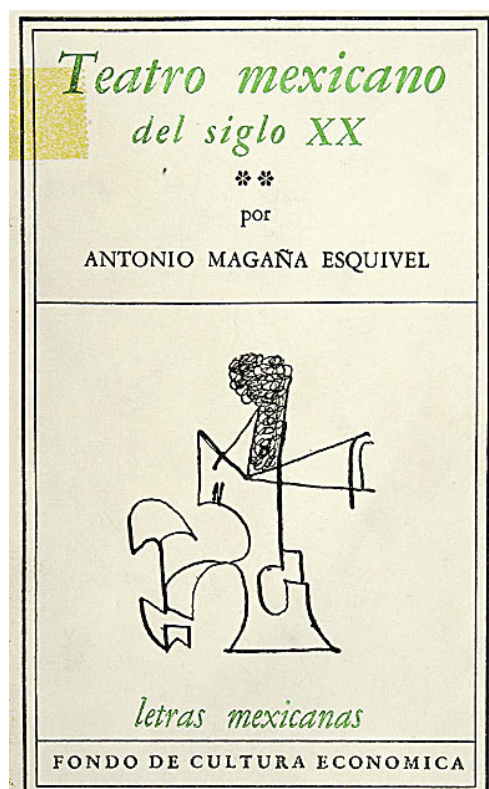 Teatro mexicano
del siglo XX
**
por
ANTONIO MAGAÑA ESQUIVEL
letras mexicanas
FONDO DE CULTURA ECONOMICA